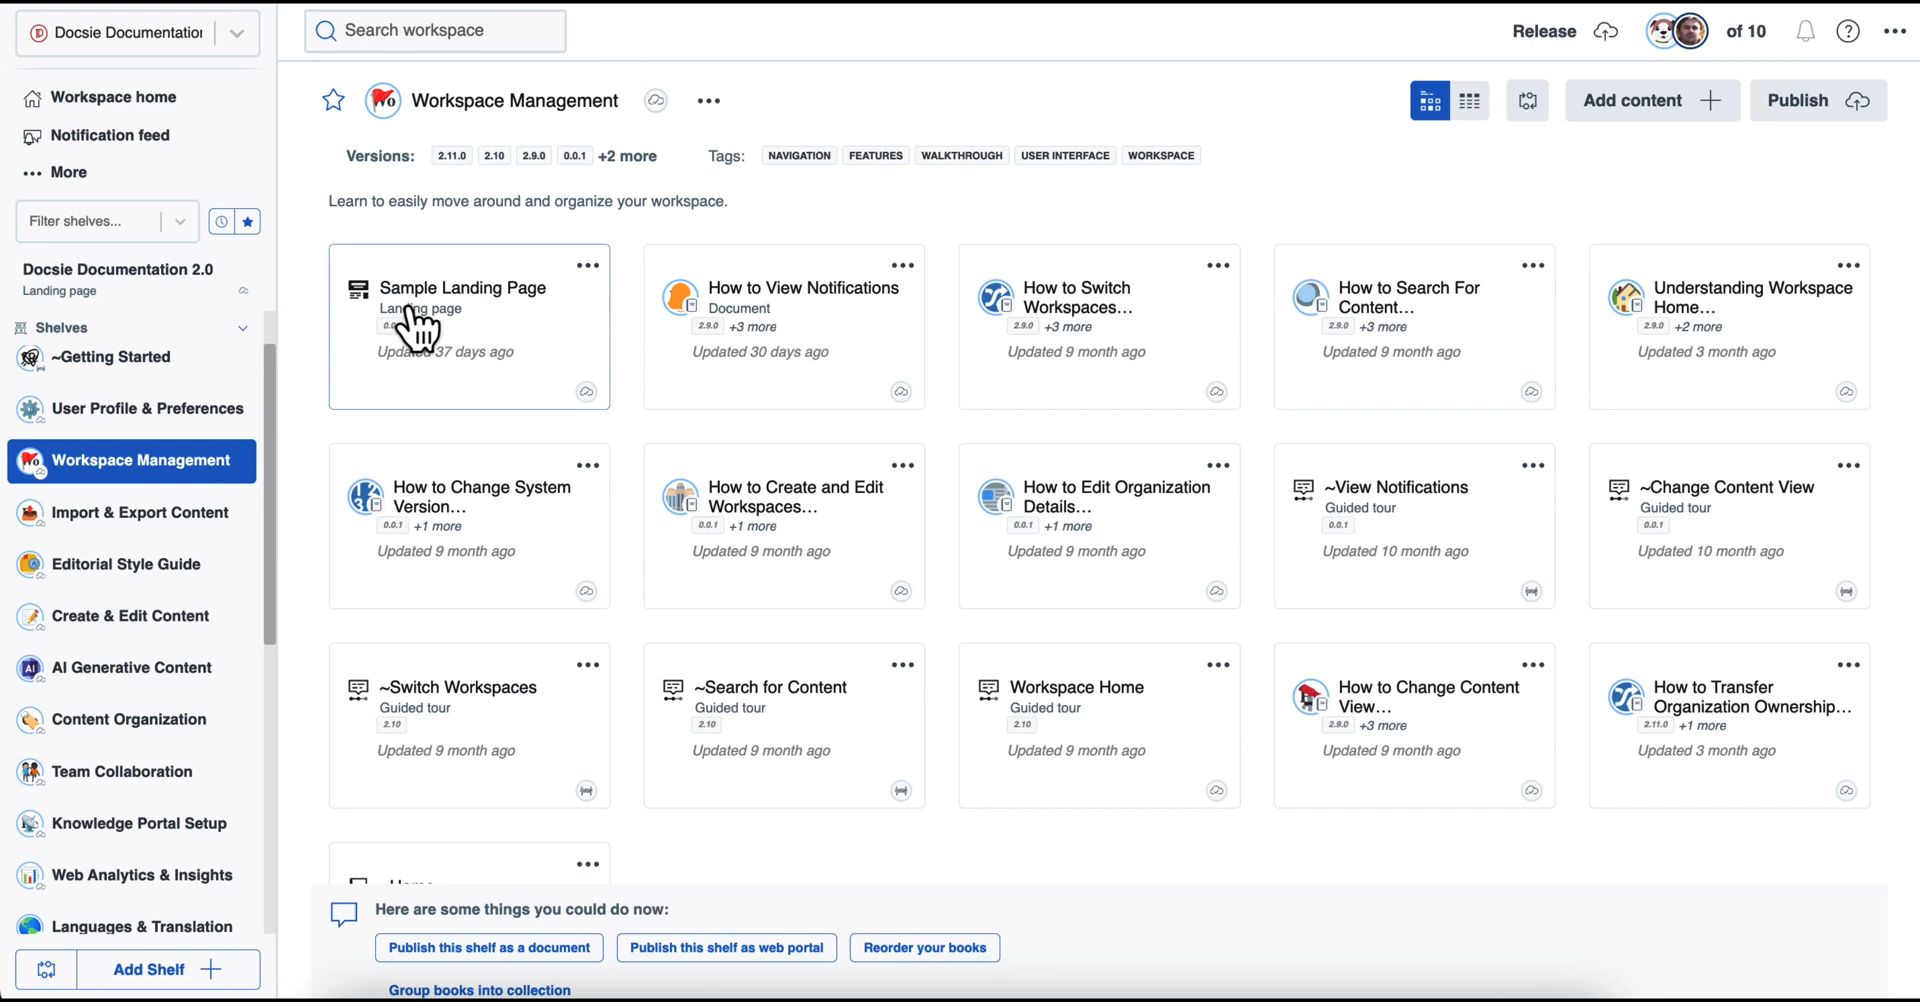 Docsie Documentation
Search workspace
Release
of 10
Workspace home
Notification feed
More
Filter shelves...
Docsie Documentation 2.0
Landing page
Shelves
~Getting Started
User Profile & Preferences
Workspace Management
Import & Export Content
Editorial Style Guide
Create & Edit Content
AI Generative Content
Content Organization
Team Collaboration
Knowledge Portal Setup
Web Analytics & Insights
Languages & Translation
Add Shelf
Workspace Management
Add content
Publish
Versions: 2.11.0 2.10 2.9.0 0.0.1 +2 more
Tags: NAVIGATION FEATURES WALKTHROUGH USER INTERFACE WORKSPACE
Learn to easily move around and organize your workspace.
Sample Landing Page
Landing page
Updated 37 days ago
How to View Notifications
Document
2.9.0 +3 more
Updated 30 days ago
How to Switch
Workspaces...
2.9.0 +3 more
Updated 9 month ago
How to Search For
Content...
2.9.0 +3 more
Updated 9 month ago
Understanding Workspace
Home...
2.9.0 +2 more
Updated 3 month ago
How to Change System
Version...
0.0.1 +1 more
Updated 9 month ago
How to Create and Edit
Workspaces...
0.0.1 +1 more
Updated 9 month ago
How to Edit Organization
Details...
0.0.1 +1 more
Updated 9 month ago
~View Notifications
Guided tour
0.0.1
Updated 10 month ago
~Change Content View
Guided tour
0.0.1
Updated 10 month ago
~Switch Workspaces
Guided tour
2.10
Updated 9 month ago
~Search for Content
Guided tour
2.10
Updated 9 month ago
Workspace Home
Guided tour
2.10
Updated 9 month ago
How to Change Content
View...
2.9.0 +3 more
Updated 9 month ago
How to Transfer
Organization Ownership...
2.11.0 +1 more
Updated 3 month ago
Here are some things you could do now:
Publish this shelf as a document
Publish this shelf as web portal
Reorder your books
Group books into collection